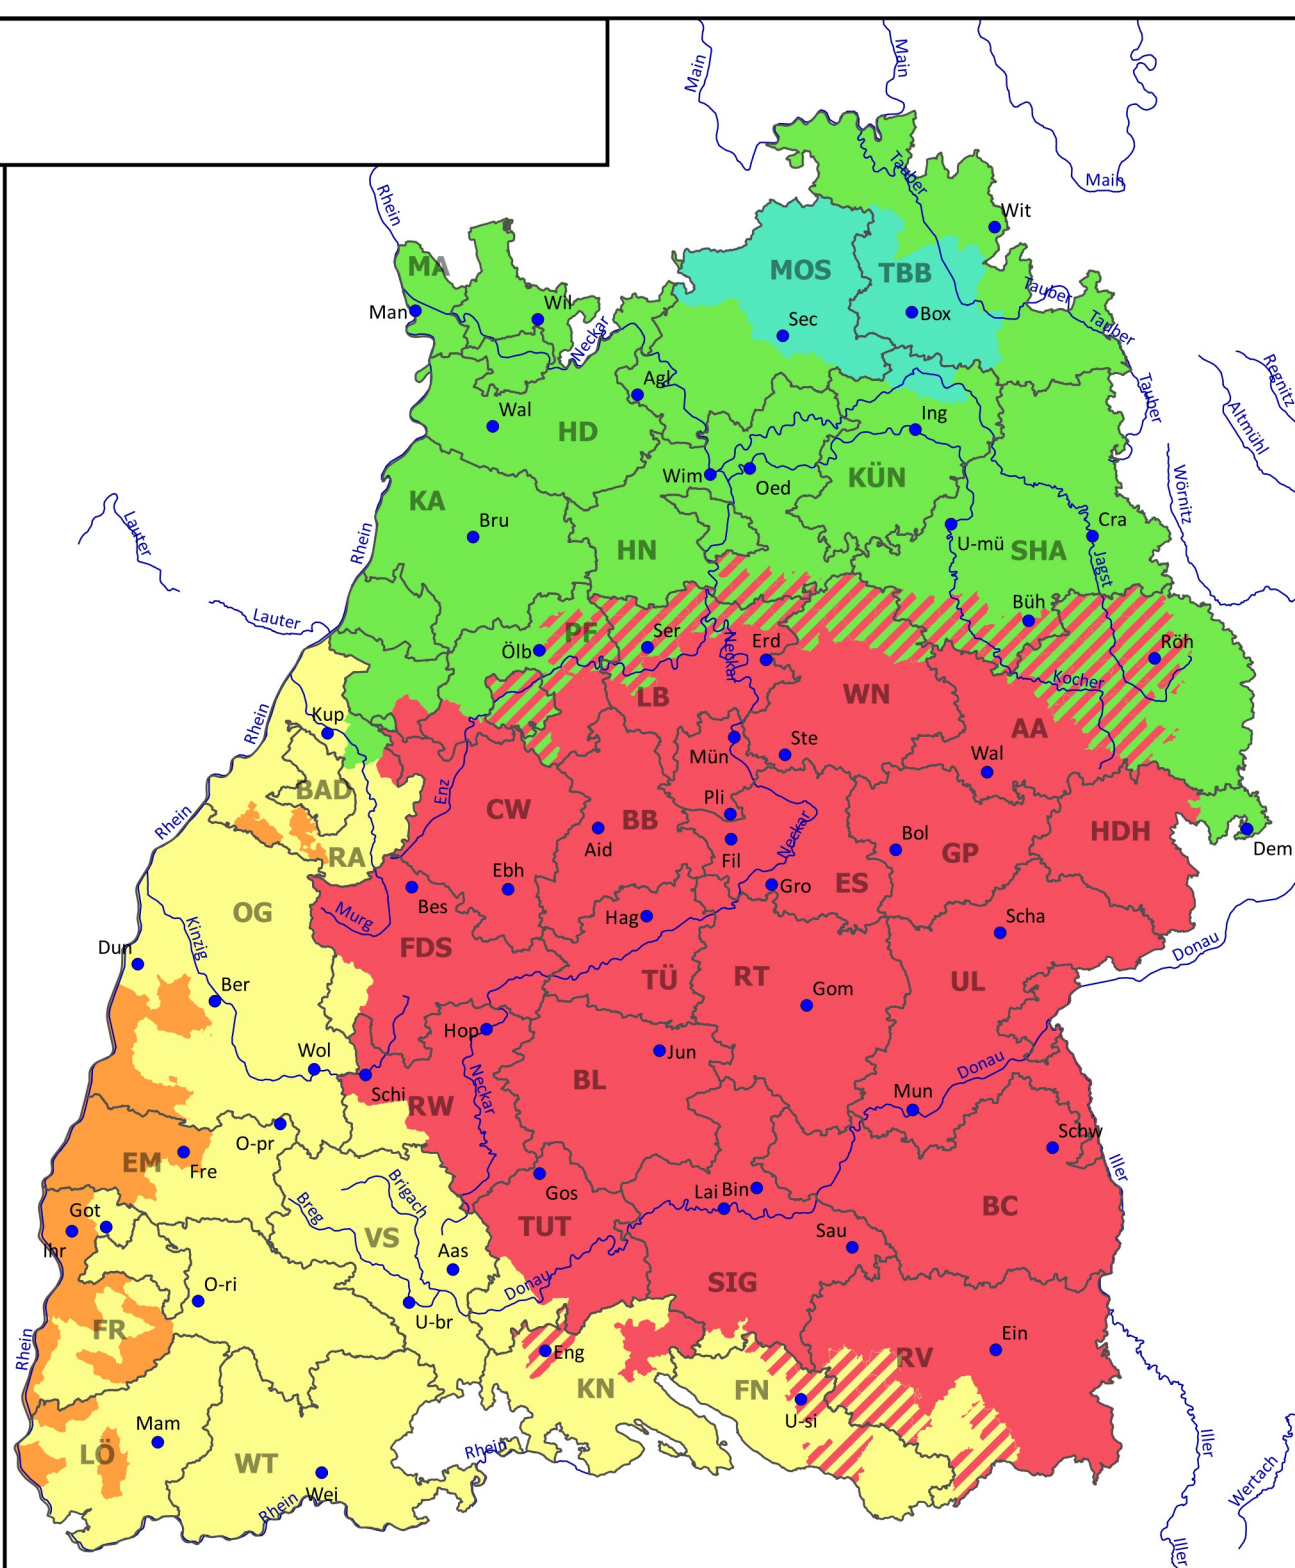 Main
Main
Main
Rhein
Tauber
Wit
MA
MOS
TBB
Man
Wil
Neckar
Sec
Box
Tauber
Tauber
Tauber
Regnitz
Altmühl
Wörnitz
Agl
Wal
HD
Ing
Wim
Oed
KÜN
KA
Bru
HN
U-mü
SHA
Cra
Jagst
Lauter
Lauter
Rhein
Büh
PF
Ser
Ölb
Neckar
Erd
Röh
Kocher
LB
WN
AA
Rhein
Kup
Mün
Ste
Wal
BAD
Enz
CW
BB
Pli
Aid
Fil
Neckar
Bol
GP
HDH
Dem
Rhein
RA
Ebh
Bes
Gro
ES
OG
Murg
Hag
Scha
Kinzig
FDS
Dun
Ber
TÜ
RT
Gom
UL
Donau
Wol
Hop
Jun
Schi
RW
Neckar
BL
Donau
Mun
O-pr
Schw
EM
Fre
Iller
Brigach
Breg
Gos
Lai
Bin
BC
Got
Ihr
VS
TUT
Sau
Aas
O-ri
Donau
SIG
U-br
FR
Rhein
Eng
Ein
RV
KN
FN
U-si
Mam
LÖ
WT
Rhein
Wei
Rhein
Iller
Wertach
Iller